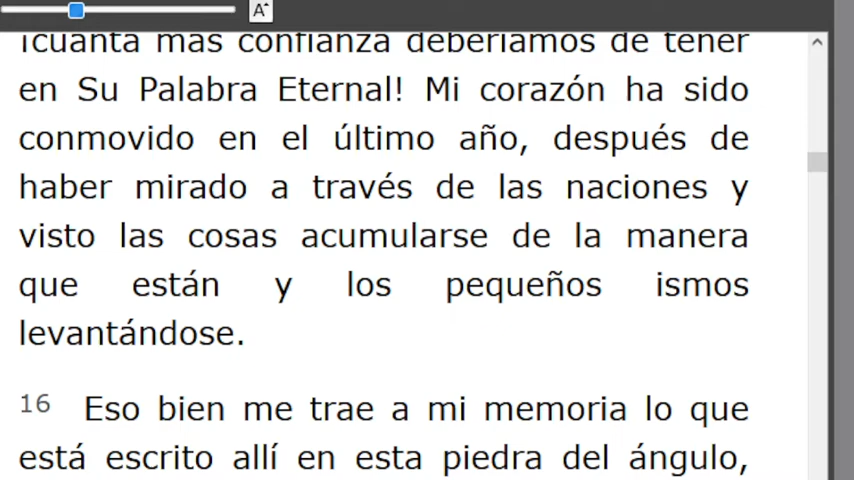 A
¡cuánta más confianza deberíamos de tener
en Su Palabra Eternal! Mi corazón ha sido
conmovido en el último año, después de
haber mirado a través de las naciones y
visto las cosas acumularse de la manera
que están y los pequeños ismos
levantándose.
16 Eso bien me trae a mi memoria lo que
está escrito allí en esta piedra del ángulo,